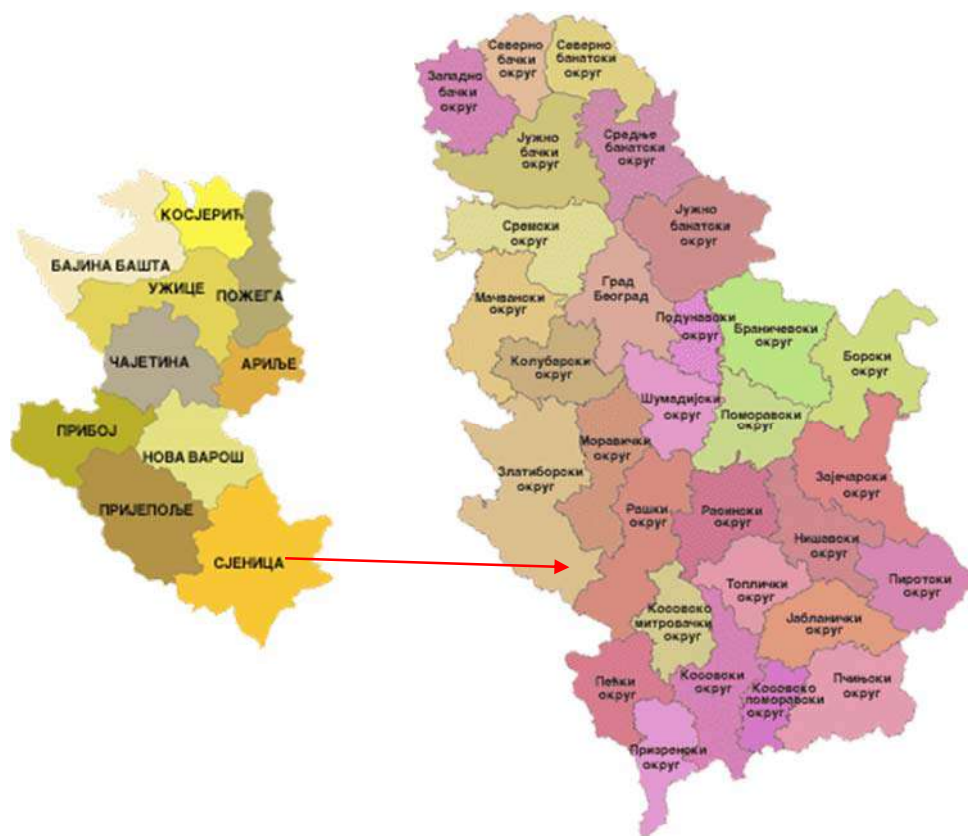 КОСЈЕРИЋ
БАЈИНА БАШТА
УЖИЦЕ
ПОЖЕГА
ЧАЈЕТИНА
АРИЉЕ
ПРИБОЈ
НОВА ВАРОШ
ПРИЈЕПОЉЕ
СЈЕНИЦА
Северно
бачки
округ
Северно
банатски
округ
Западно
бачки
округ
Јужно
бачки
округ
Средње
банатски
округ
Сремски
округ
Јужно
банатски
округ
Мачвански
округ
Град
Београд
Подунавски
округ
Браничевски
округ
Борски
округ
Колубарски
округ
Шумадијски
округ
Поморавски
округ
Златиборски
округ
Моравички
округ
Рашки
округ
Расински
округ
Зајечарски
округ
Нишавски
округ
Топлички
округ
Пиротски
округ
Косовско
митровачки
округ
Јабланички
округ
Пећки
округ
Косовски
округ
Косовско
поморавски
округ
Пчињски
округ
Призренски
округ